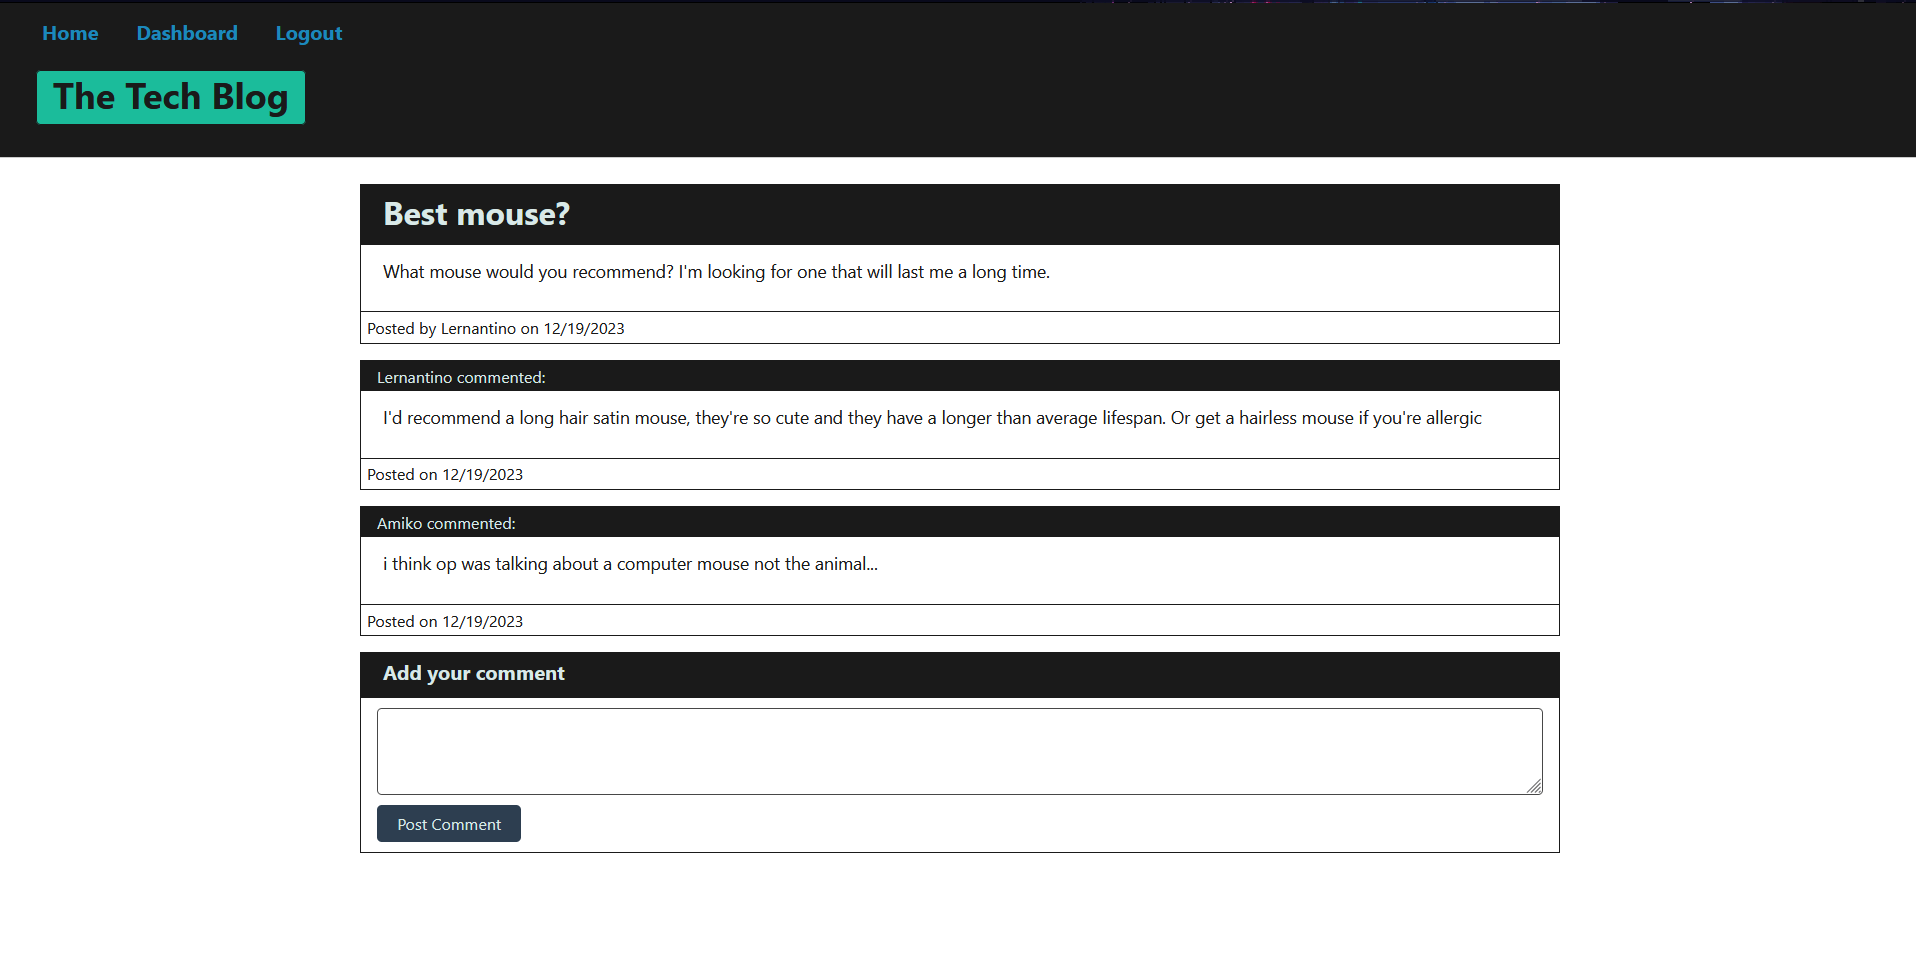 Home Dashboard Logout
The Tech Blog
Best mouse?
What mouse would you recommend? I'm looking for one that will last me a long time.
Posted by Lernantino on 12/19/2023
Lernantino commented:
I'd recommend a long hair satin mouse, they're so cute and they have a longer than average lifespan. Or get a hairless mouse if you're allergic
Posted on 12/19/2023
Amiko commented:
i think op was talking about a computer mouse not the animal...
Posted on 12/19/2023
Add your comment
Post Comment